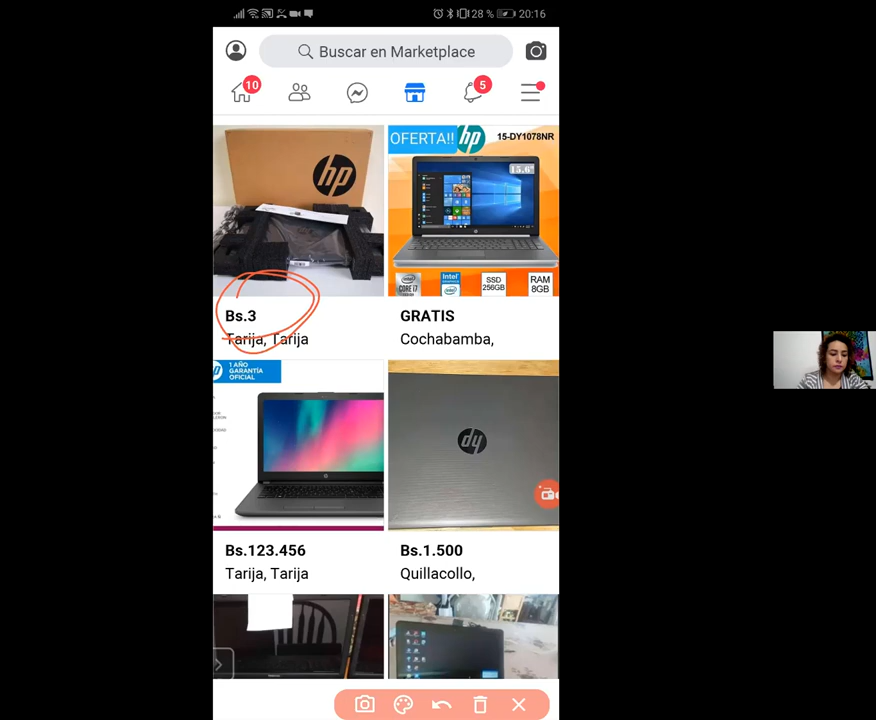 28 % 20:16
Buscar en Marketplace
10
5
hp
OFERTA!! hp 15-DY1078NR
15.6"
CORE i7
intel
SSD
256GB
RAM
8GB
Bs.3
Tarija, Tarija
GRATIS
Cochabamba,
1 AÑO
GARANTÍA
OFICIAL
hp
Bs.123.456
Tarija, Tarija
Bs.1.500
Quillacollo,